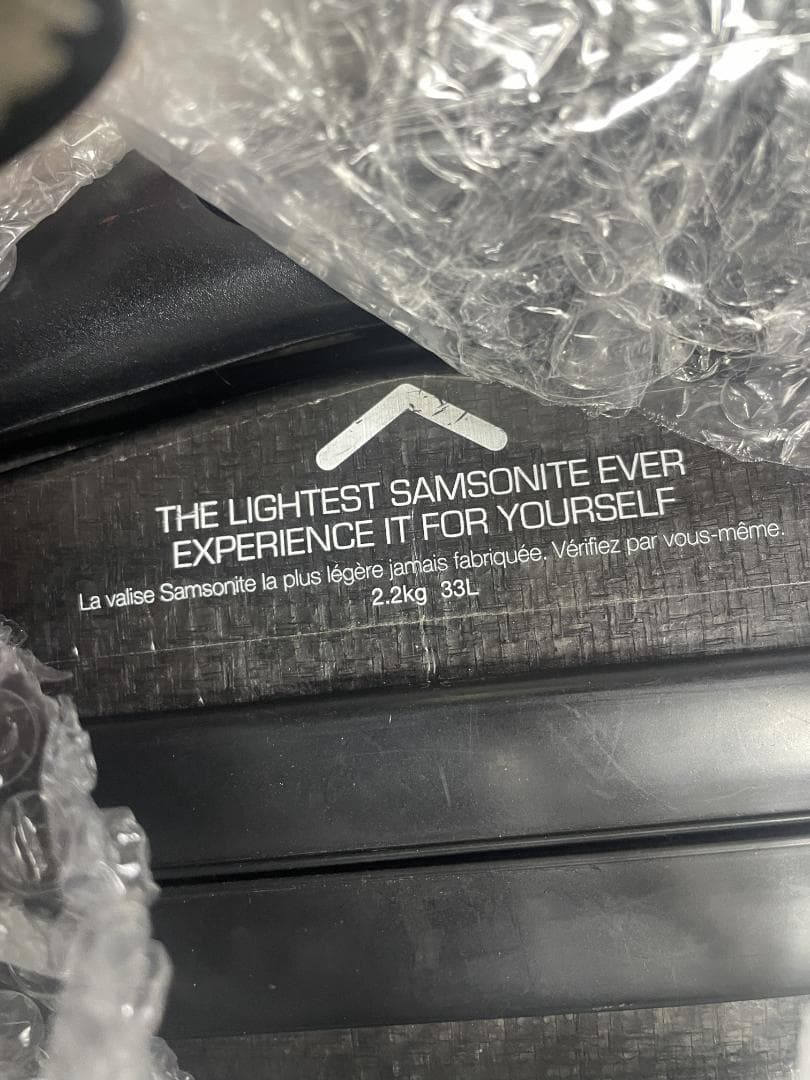 THE LIGHTEST SAMSONITE EVER
EXPERIENCE IT FOR YOURSELF
La valise Samsonite la plus légère jamais fabriquée. Vérifiez par vous-même.
2.2kg 33L